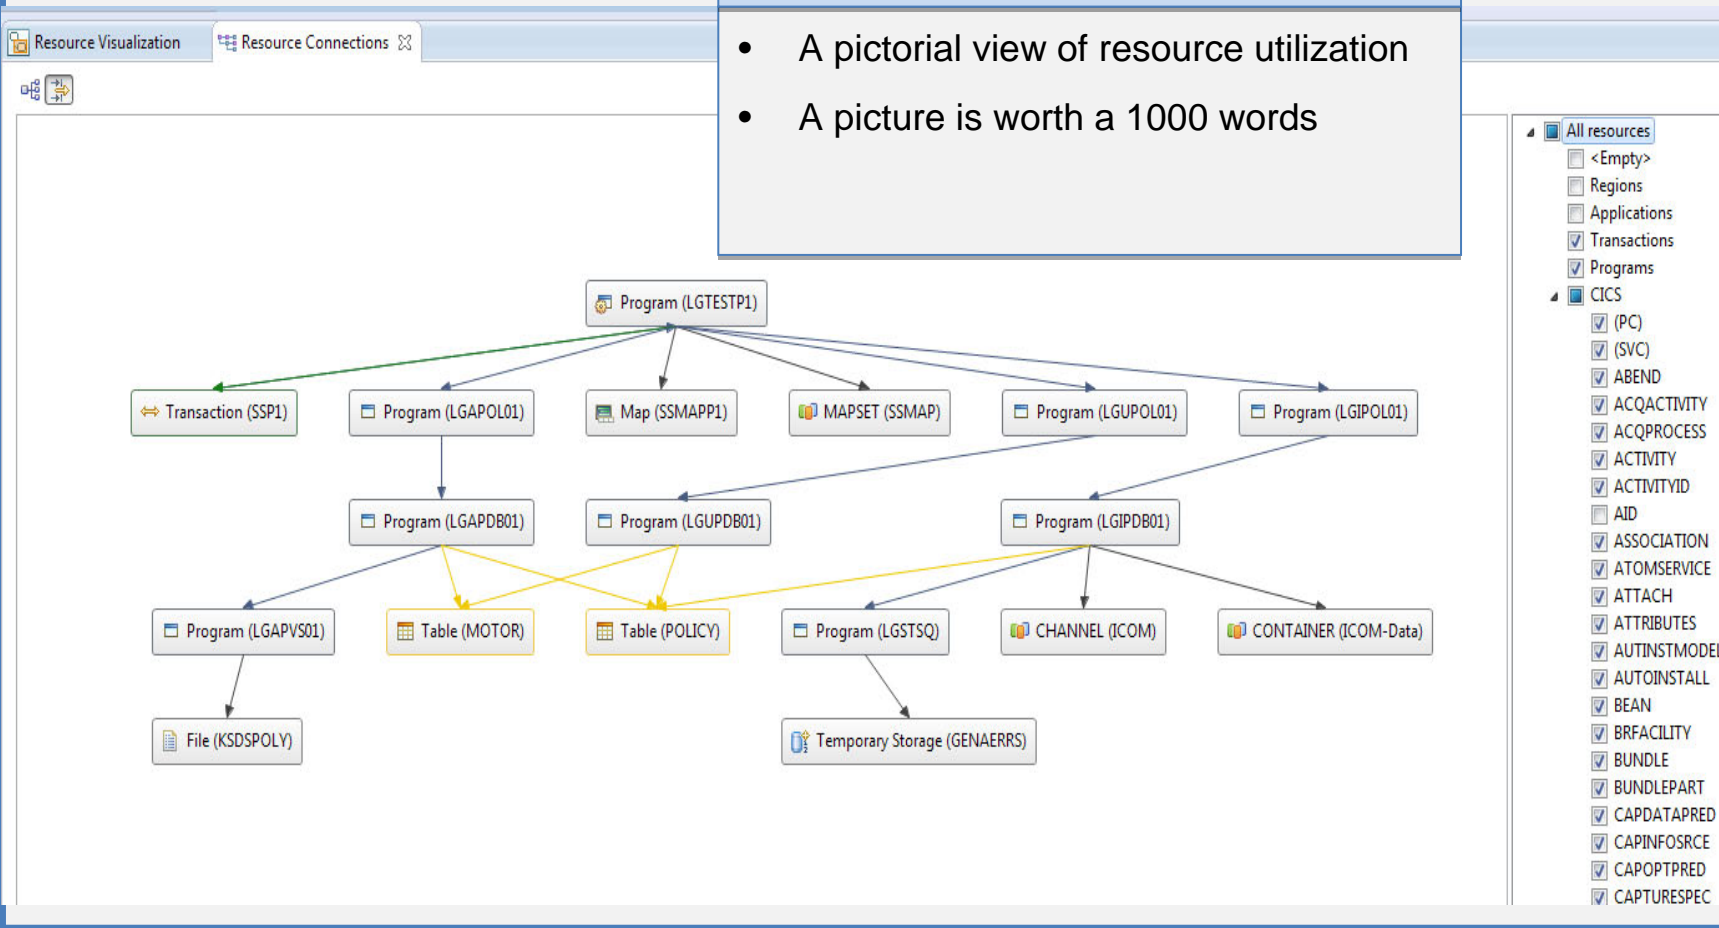 Resource Visualization
Resource Connections
• A pictorial view of resource utilization
• A picture is worth a 1000 words
Program (LGTESTP1)
Transaction (SSP1)
Program (LGAPOL01)
Map (SSMAPP1)
MAPSET (SSMAP)
Program (LGUPOL01)
Program (LGIPOL01)
Program (LGAPDB01)
Program (LGUPDB01)
Program (LGIPDB01)
Program (LGAPVS01)
Table (MOTOR)
Table (POLICY)
Program (LGSTSQ)
CHANNEL (ICOM)
CONTAINER (ICOM-Data)
File (KSDSPOLY)
Temporary Storage (GENAERRS)
All resources
<Empty>
Regions
Applications
Transactions
Programs
CICS
(PC)
(SVC)
ABEND
ACQACTIVITY
ACQPROCESS
ACTIVITY
ACTIVITYID
AID
ASSOCIATION
ATOMSERVICE
ATTACH
ATTRIBUTES
AUTINSTMODEL
AUTOINSTALL
BEAN
BRFACILITY
BUNDLE
BUNDLEPART
CAPDATAPRED
CAPINFOSRCE
CAPOPTPRED
CAPTURESPEC